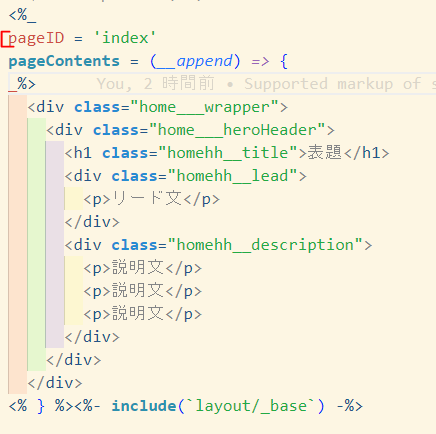 <%_
pageID = 'index'
pageContents = (__append) => {
_%> You, 2 時間前 • Supported markup of s
<div class="home___wrapper">
<div class="home___heroHeader">
<h1 class="homehh__title">表題</h1>
<div class="homehh__lead">
<p>リード文</p>
</div>
<div class="homehh__description">
<p>説明文</p>
<p>説明文</p>
<p>説明文</p>
</div>
</div>
</div>
<% } %><%- include(`layout/_base`) -%>